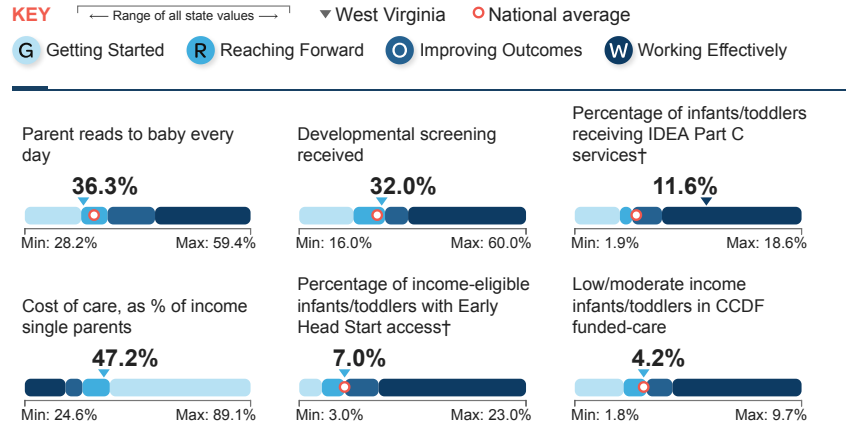 KEY
Range of all state values
West Virginia
National average
G Getting Started
R Reaching Forward
O Improving Outcomes
W Working Effectively
Parent reads to baby every
day
36.3%
Min: 28.2% Max: 59.4%
Developmental screening
received
32.0%
Min: 16.0% Max: 60.0%
Percentage of infants/toddlers
receiving IDEA Part C
services†
11.6%
Min: 1.9% Max: 18.6%
Cost of care, as % of income
single parents
47.2%
Min: 24.6% Max: 89.1%
Percentage of income-eligible
infants/toddlers with Early
Head Start access†
7.0%
Min: 3.0% Max: 23.0%
Low/moderate income
infants/toddlers in CCDF
funded-care
4.2%
Min: 1.8% Max: 9.7%